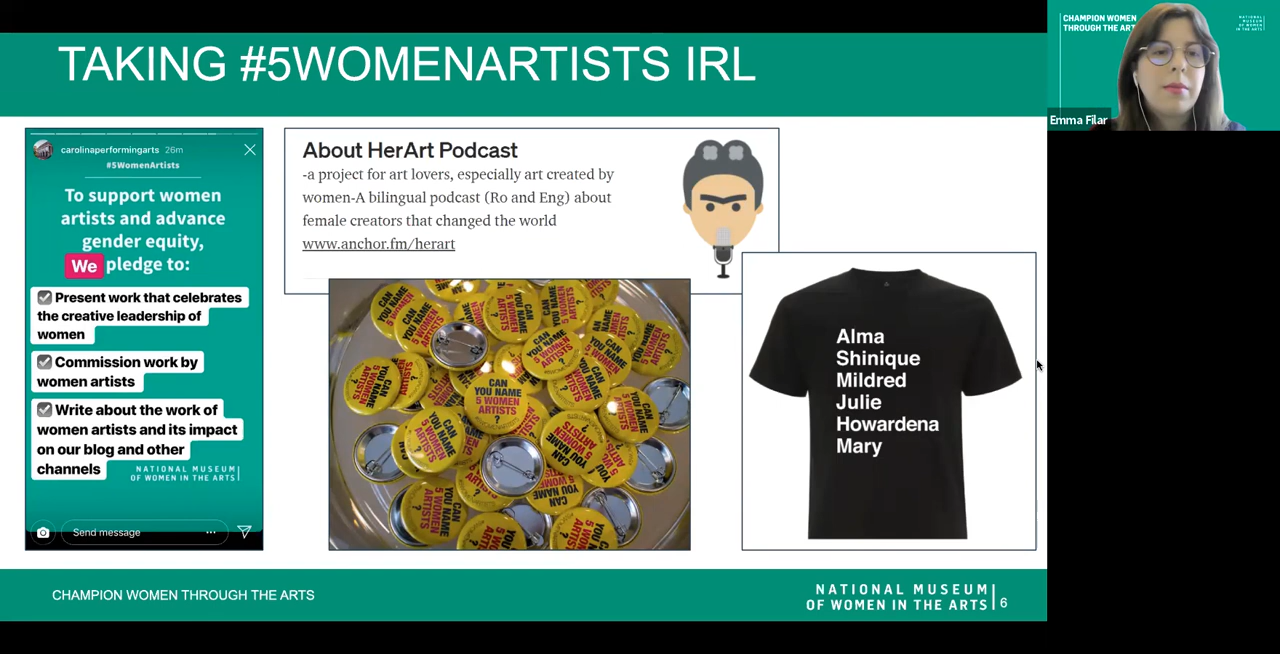 TAKING #5WOMENARTISTS IRL
carolinaperformingarts 26m
#5WomenArtists
To support women
artists and advance
gender equity,
We pledge to:
Present work that celebrates
the creative leadership of
women
Commission work by
women artists
Write about the work of
women artists and its impact
on our blog and other
channels
NATIONAL MUSEUM
OF WOMEN IN THE ARTS
Send message
About HerArt Podcast
-a project for art lovers, especially art created by
women-A bilingual podcast (Ro and Eng) about
female creators that changed the world
www.anchor.fm/herart
CAN
YOU NAME
5 WOMEN
ARTISTS
?
Alma
Shinique
Mildred
Julie
Howardena
Mary
CHAMPION WOMEN THROUGH THE ARTS
NATIONAL MUSEUM
OF WOMEN IN THE ARTS
6
CHAMPION WOMEN
THROUGH THE
NATIONAL
MUSEUM
OF WOMEN
IN THE ARTS
Emma Filar